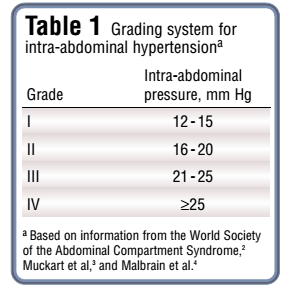 Table 1 Grading system for
intra-abdominal hypertensionᵃ
Intra-abdominal
Grade pressure, mm Hg
I 12-15
II 16-20
III 21-25
IV ≥25
ᵃ Based on information from the World Society
of the Abdominal Compartment Syndrome,²
Muckart et al,³ and Malbrain et al.⁴